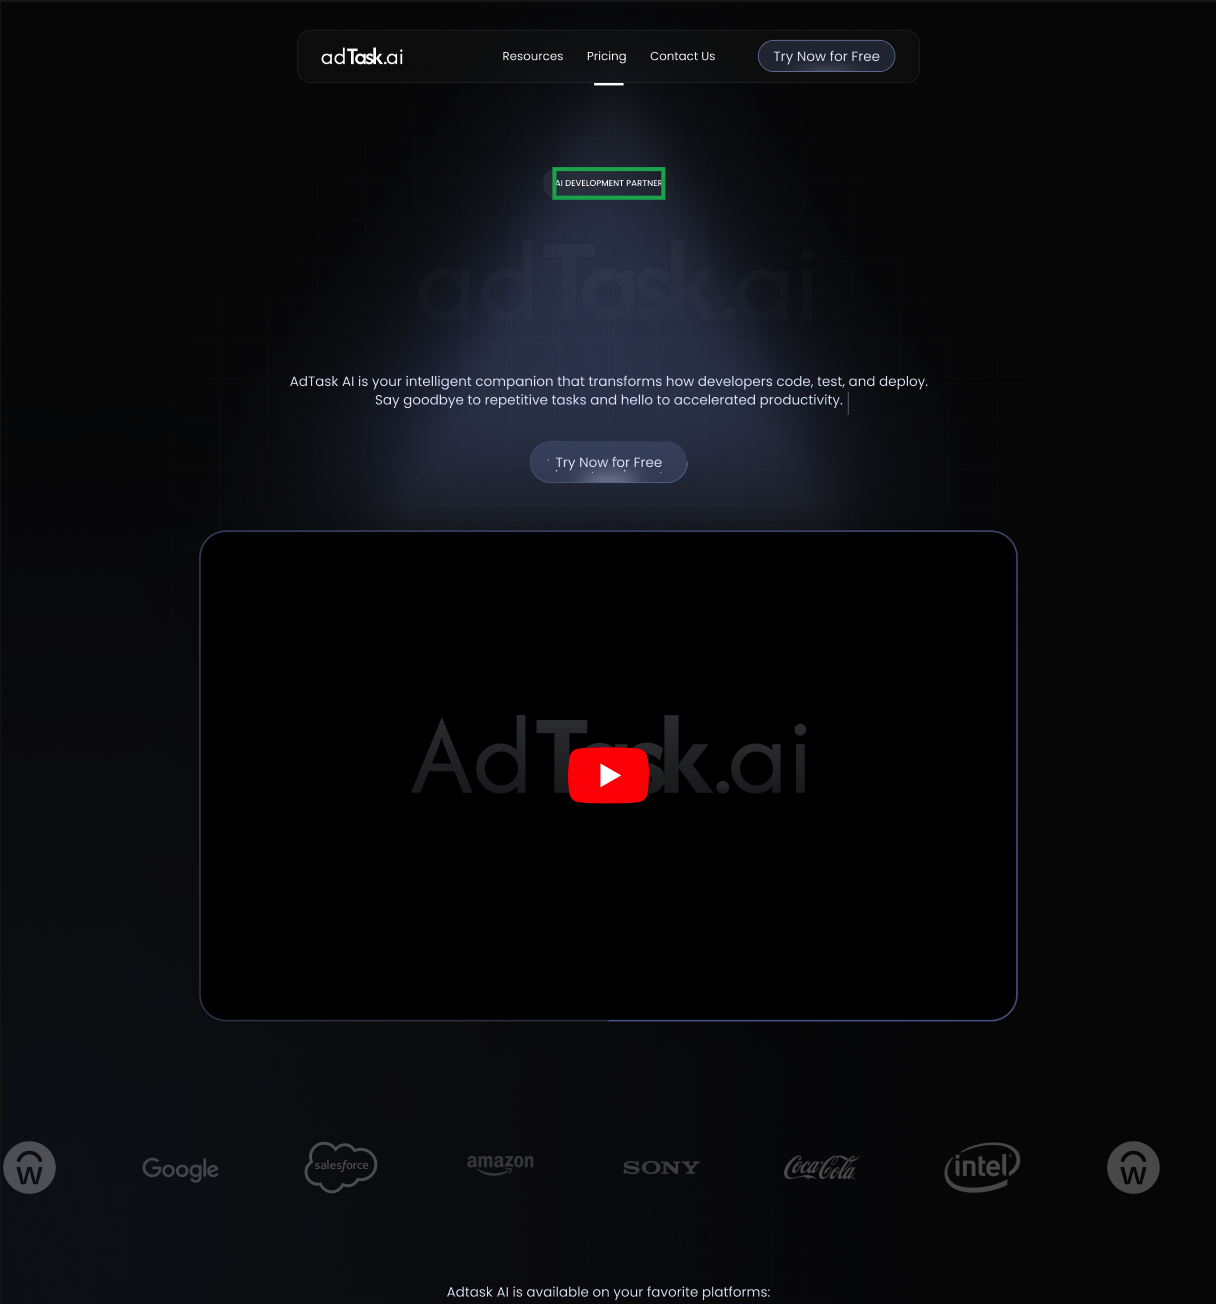 adTask.ai
Resources Pricing Contact Us Try Now for Free
AI DEVELOPMENT PARTNER
adTask.ai
AdTask AI is your intelligent companion that transforms how developers code, test, and deploy.
Say goodbye to repetitive tasks and hello to accelerated productivity.
Try Now for Free
AdTask.ai
w Google salesforce amazon SONY Coca-Cola intel w
Adtask AI is available on your favorite platforms: